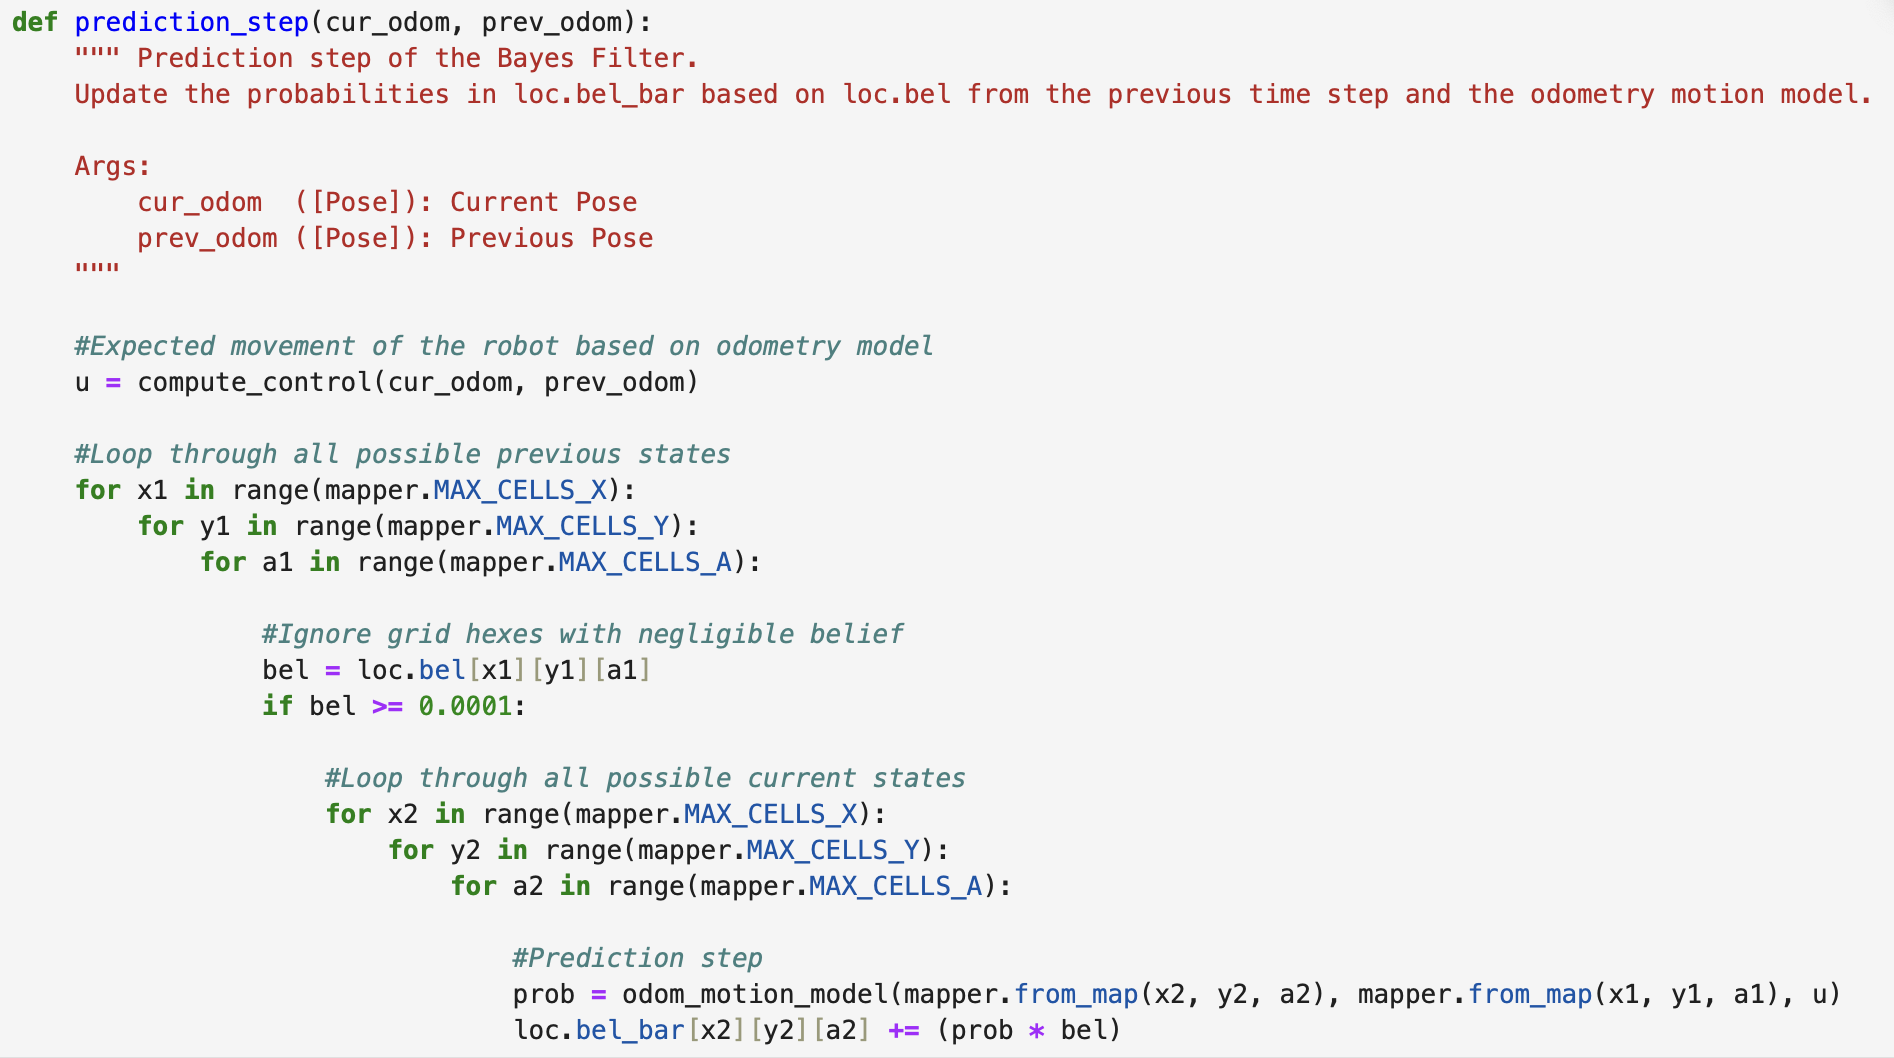 def prediction_step(cur_odom, prev_odom):
    """ Prediction step of the Bayes Filter.
    Update the probabilities in loc.bel_bar based on loc.bel from the previous time step and the odometry motion model.

    Args:
        cur_odom  ([Pose]): Current Pose
        prev_odom ([Pose]): Previous Pose
    """

    #Expected movement of the robot based on odometry model
    u = compute_control(cur_odom, prev_odom)

    #Loop through all possible previous states
    for x1 in range(mapper.MAX_CELLS_X):
        for y1 in range(mapper.MAX_CELLS_Y):
            for a1 in range(mapper.MAX_CELLS_A):

                #Ignore grid hexes with negligible belief
                bel = loc.bel[x1][y1][a1]
                if bel >= 0.0001:

                    #Loop through all possible current states
                    for x2 in range(mapper.MAX_CELLS_X):
                        for y2 in range(mapper.MAX_CELLS_Y):
                            for a2 in range(mapper.MAX_CELLS_A):

                                #Prediction step
                                prob = odom_motion_model(mapper.from_map(x2, y2, a2), mapper.from_map(x1, y1, a1), u)
                                loc.bel_bar[x2][y2][a2] += (prob * bel)